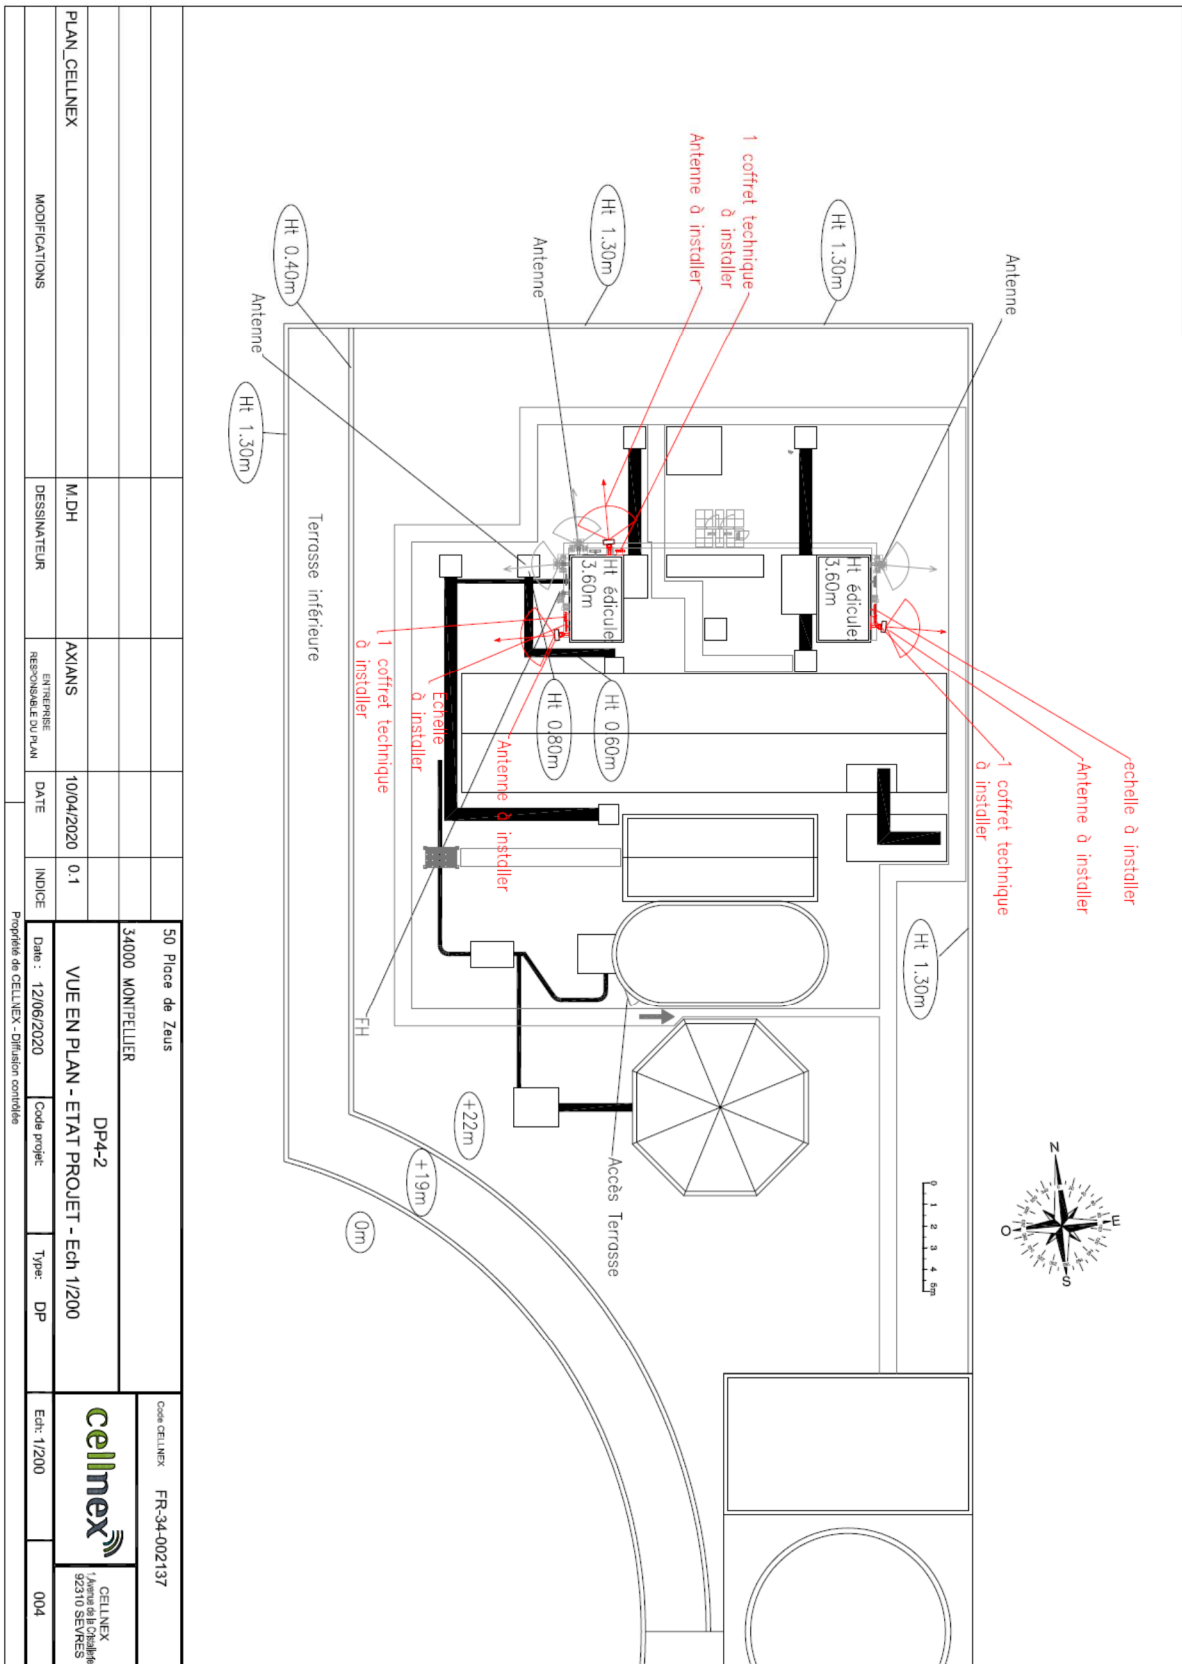 echelle à installer
Antenne à installer
1 coffret technique
à installer
Antenne
Ht 1.30m
Ht 1.30m
Ht 1.30m
1 coffret technique
à installer
Antenne à installer
Antenne
Ht 0.40m
Antenne
Ht 1.30m
Ht édicule:
3.60m
Ht édicule:
3.60m
Ht 0.60m
Ht 0.80m
Antenne à installer
Echelle
à installer
1 coffret technique
à installer
Terrasse inférieure
FH
Accès Terrasse
+22m
+19m
0m
N
E
S
O
0 1 2 3 4 5m
PLAN_CELLNEX
M.DH
AXIANS
10/04/2020
0.1
MODIFICATIONS
DESSINATEUR
ENTREPRISE
RESPONSABLE DU PLAN
DATE
INDICE
50 Place de Zeus
34000 MONTPELLIER
Code CELLNEX FR-34-002137
DP4-2
VUE EN PLAN - ETAT PROJET - Ech 1/200
cellnex
CELLNEX
1,Avenue de la Cristallerie
92310 SEVRES
Date : 12/06/2020
Code projet:
Type: DP
Ech: 1/200
004
Propriété de CELLNEX - Diffusion contrôlée